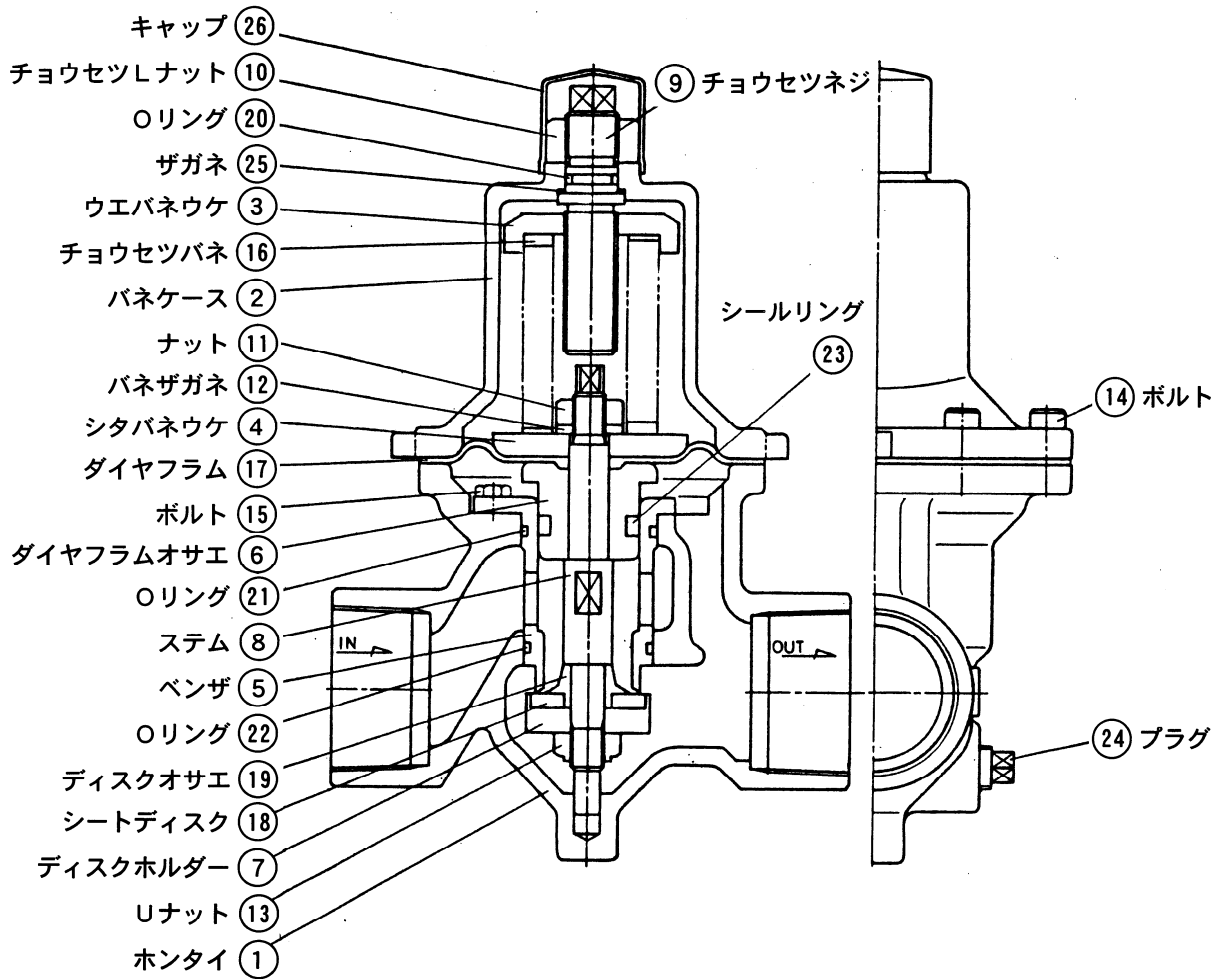 キャップ 26
チョウセツLナット 10
Oリング 20
ザガネ 25
ウエバネウケ 3
チョウセツバネ 16
バネケース 2
ナット 11
バネザガネ 12
シタバネウケ 4
ダイヤフラム 17
ボルト 15
ダイヤフラムオサエ 6
Oリング 21
ステム 8
ベンザ 5
Oリング 22
ディスクオサエ 19
シートディスク 18
ディスクホルダー 7
Uナット 13
ホンタイ 1
9 チョウセツネジ
シールリング
23
14 ボルト
24 プラグ
IN
OUT